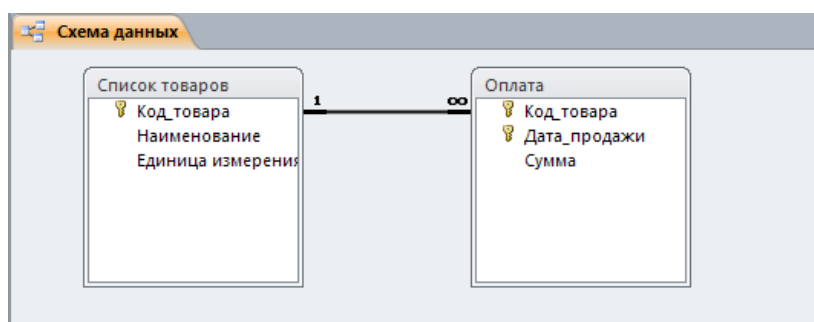 Схема данных
Список товаров
Код_товара
Наименование
Единица измерения
1
∞
Оплата
Код_товара
Дата_продажи
Сумма